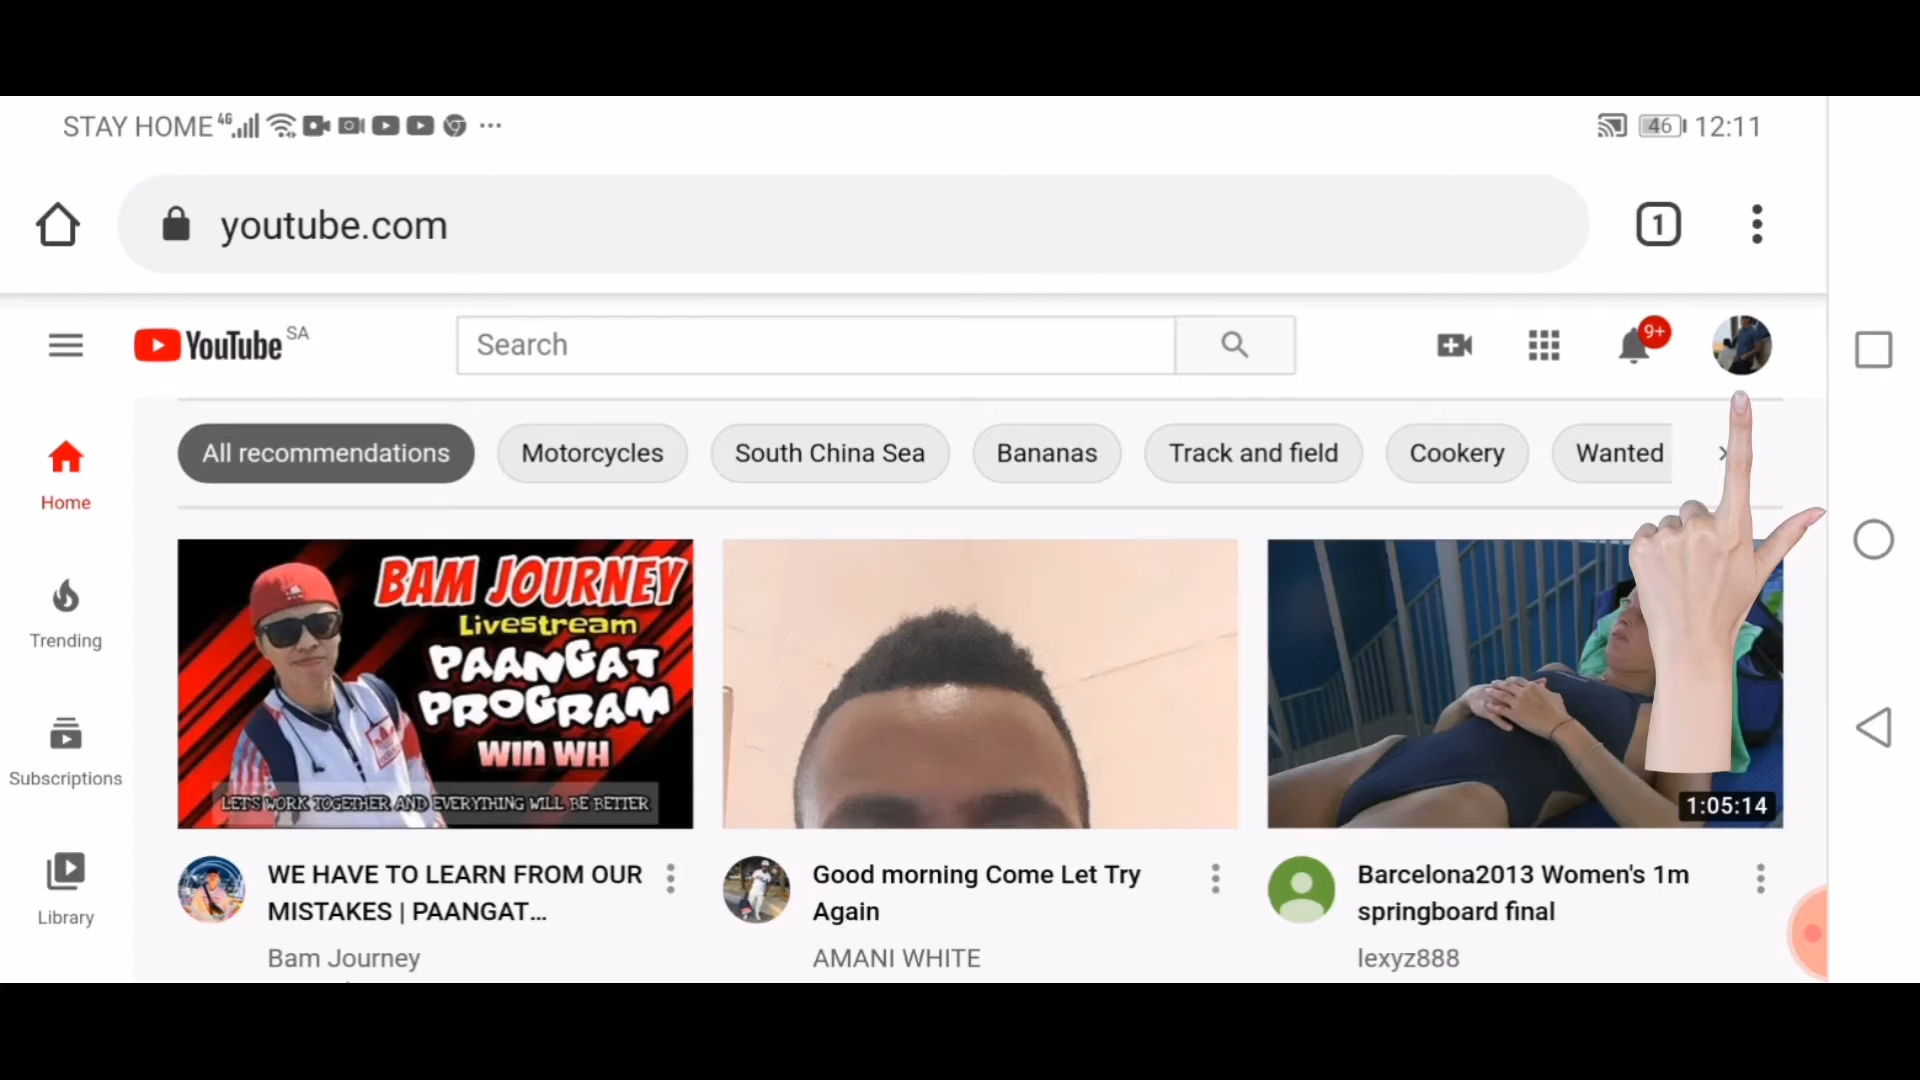 STAY HOME 4G 46 12:11
youtube.com 1
YouTube SA Search 9+
All recommendations Motorcycles South China Sea Bananas Track and field Cookery Wanted
Home
Trending
Subscriptions
Library
BAM JOURNEY
Livestream
PAANGAT
PROGRAM
WIN WH
LET'S WORK TOGETHER AND EVERYTHING WILL BE BETTER
1:05:14
WE HAVE TO LEARN FROM OUR
MISTAKES | PAANGAT...
Bam Journey
Good morning Come Let Try
Again
AMANI WHITE
Barcelona2013 Women's 1m
springboard final
lexyz888